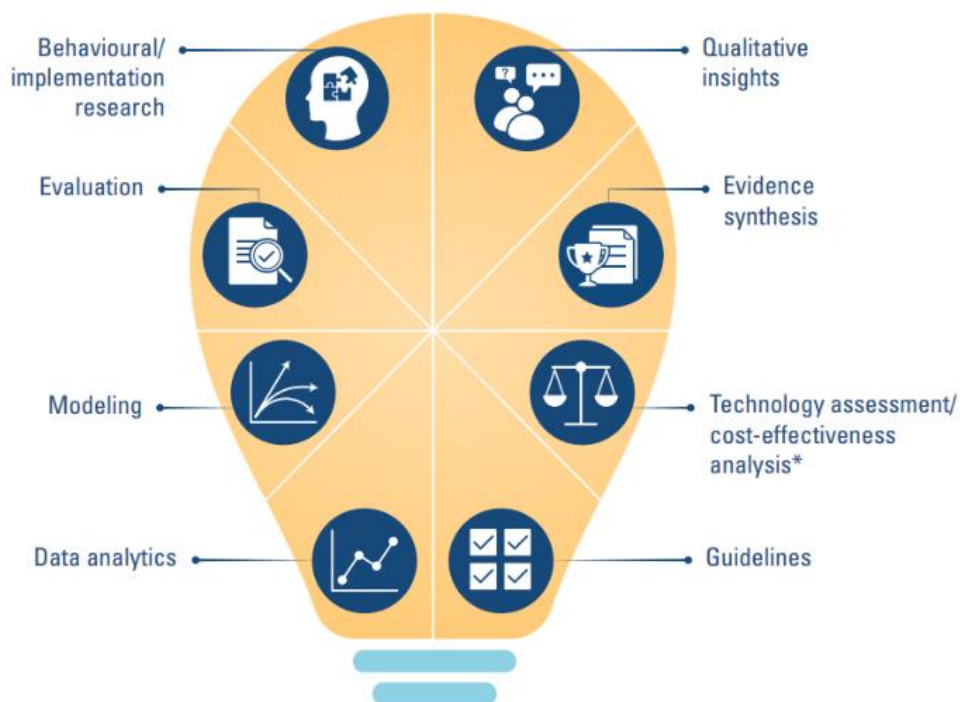 Behavioural/
implementation
research
Qualitative
insights
Evaluation
Evidence
synthesis
Modeling
Technology assessment/
cost-effectiveness
analysis*
Data analytics
Guidelines
?